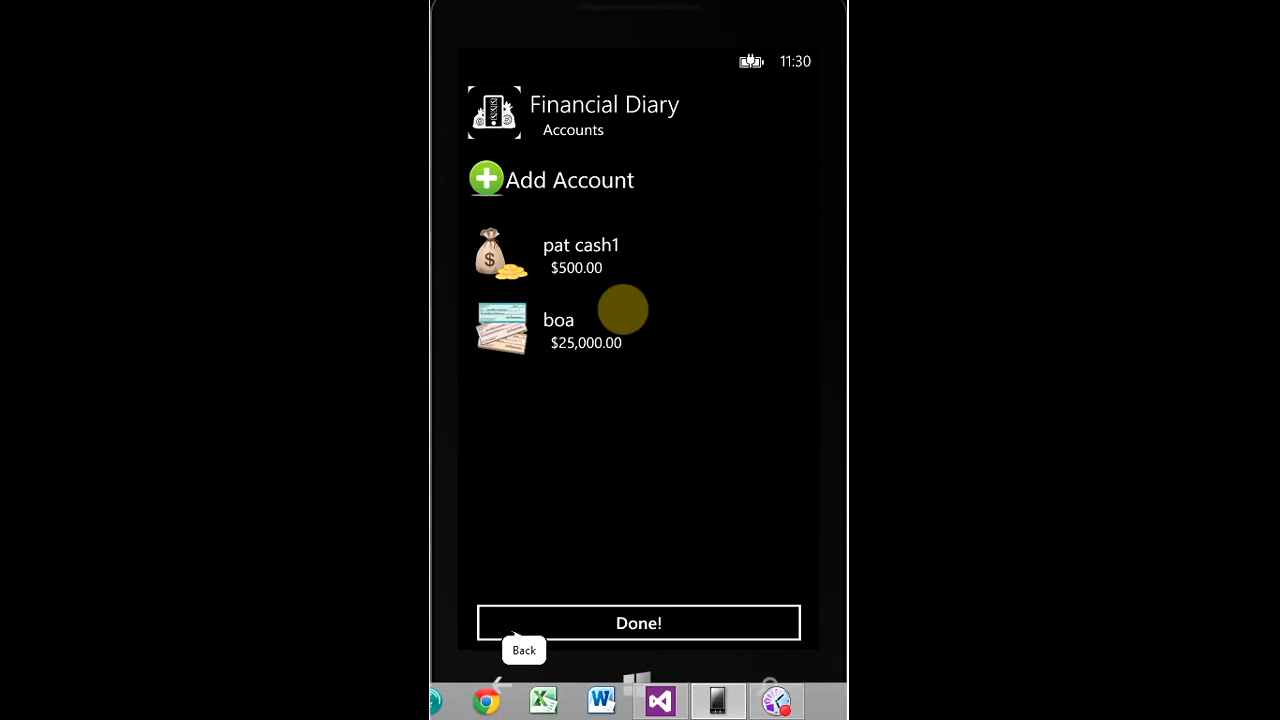 11:30
Financial Diary
Accounts
Add Account
pat cash1
$500.00
boa
$25,000.00
Done!
Back